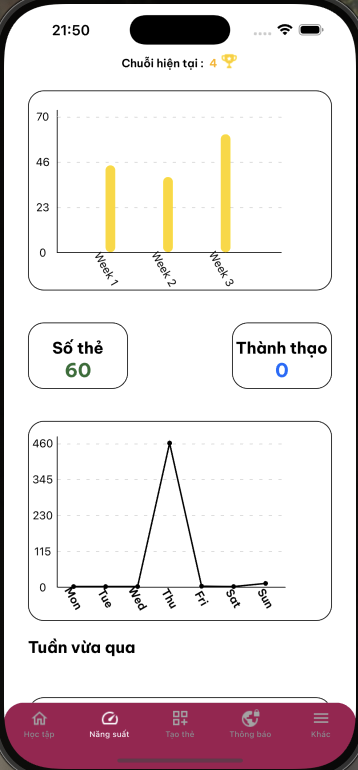 21:50
Chuỗi hiện tại : 4
70
46
23
0
Week 1 Week 2 Week 3
Số thẻ
60
Thành thạo
0
460
345
230
115
0
Mon Tue Wed Thu Fri Sat Sun
Tuần vừa qua
Học tập Năng suất Tạo thẻ Thông báo Khác